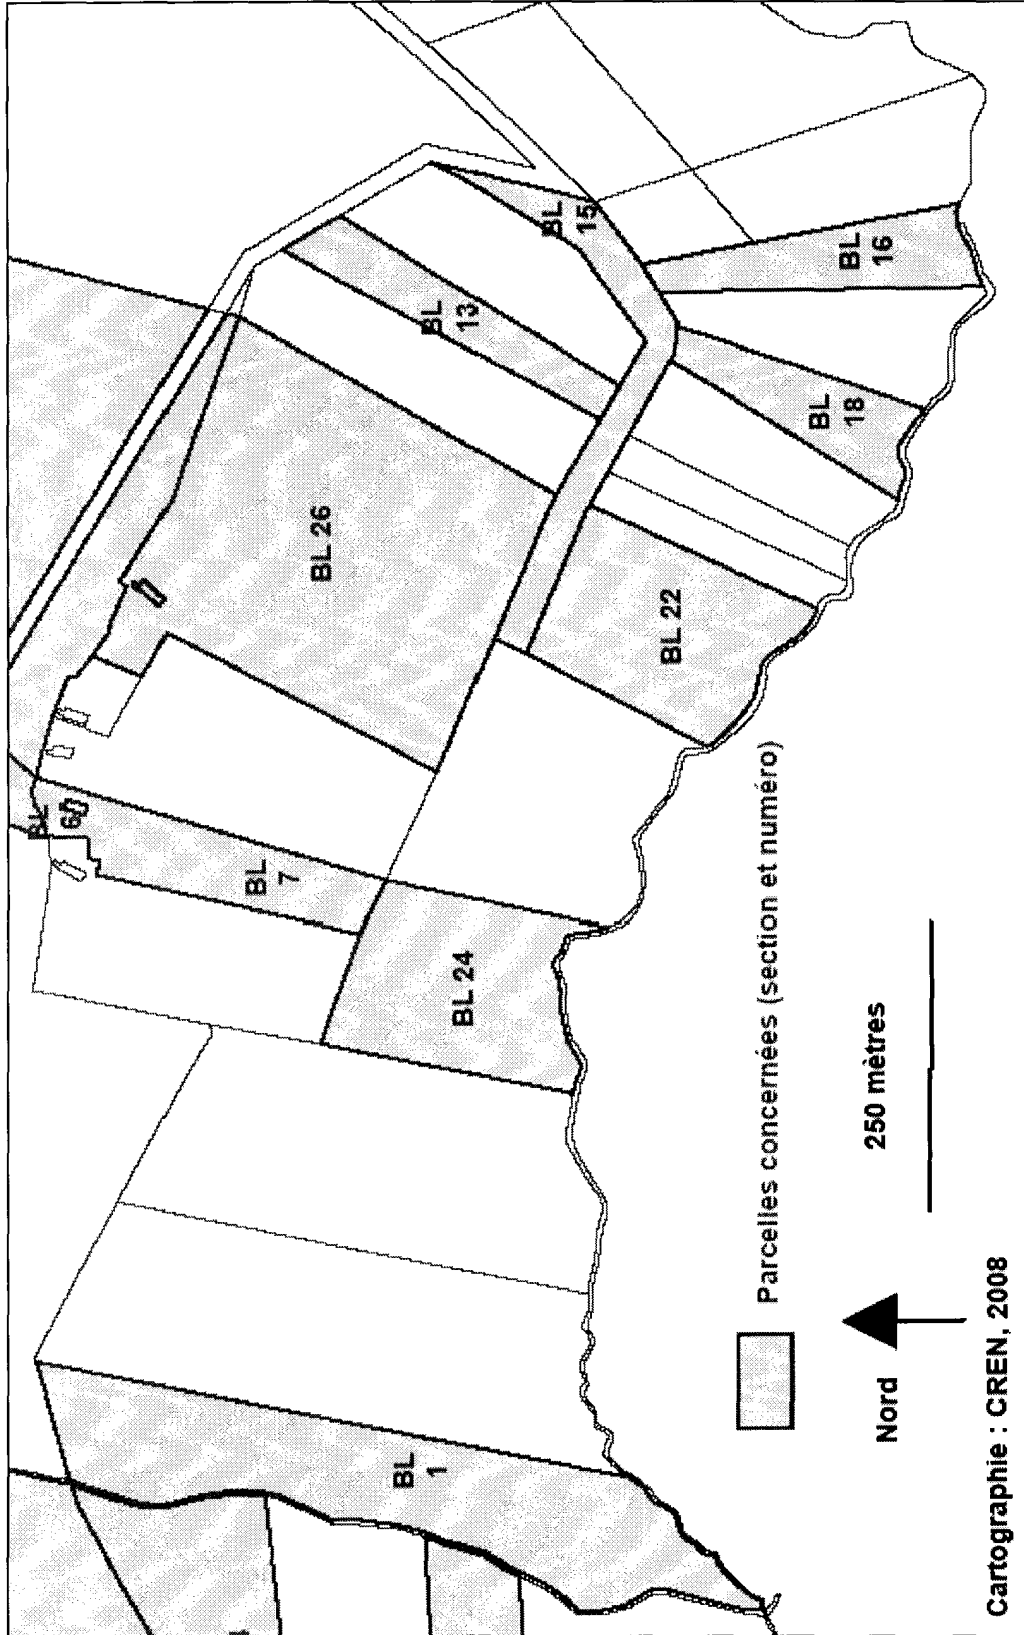 BL
6
BL
7
BL 24
BL
1
BL 26
BL
13
BL
15
BL
16
BL
18
BL 22
Parcelles concernées (section et numéro)
250 mètres
Nord
Cartographie : CREN, 2008